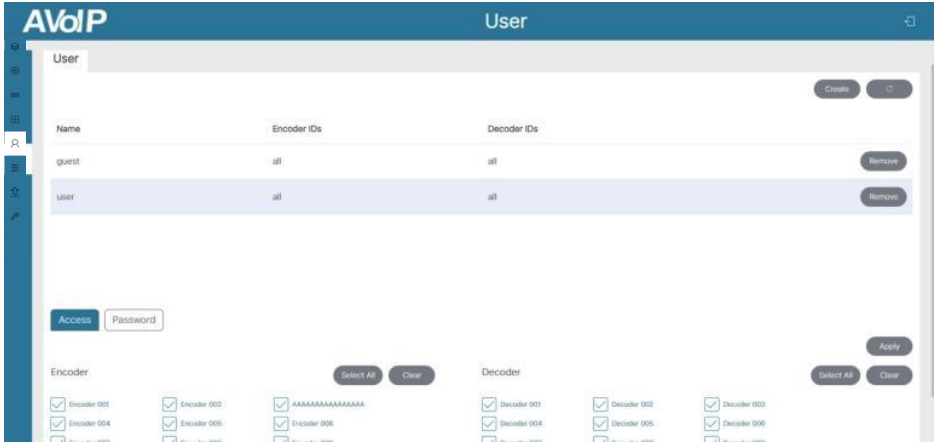 AVoIP User
User
Create
Name Encoder IDs Decoder IDs
guest all all Remove
user all all Remove
Access Password
Apply
Encoder Select All Clear Decoder Select All Clear
Encoder 001 Encoder 002 AAAAAAAAAAAAAAAA Decoder 001 Decoder 002 Decoder 003
Encoder 004 Encoder 005 Encoder 006 Decoder 004 Decoder 005 Decoder 006